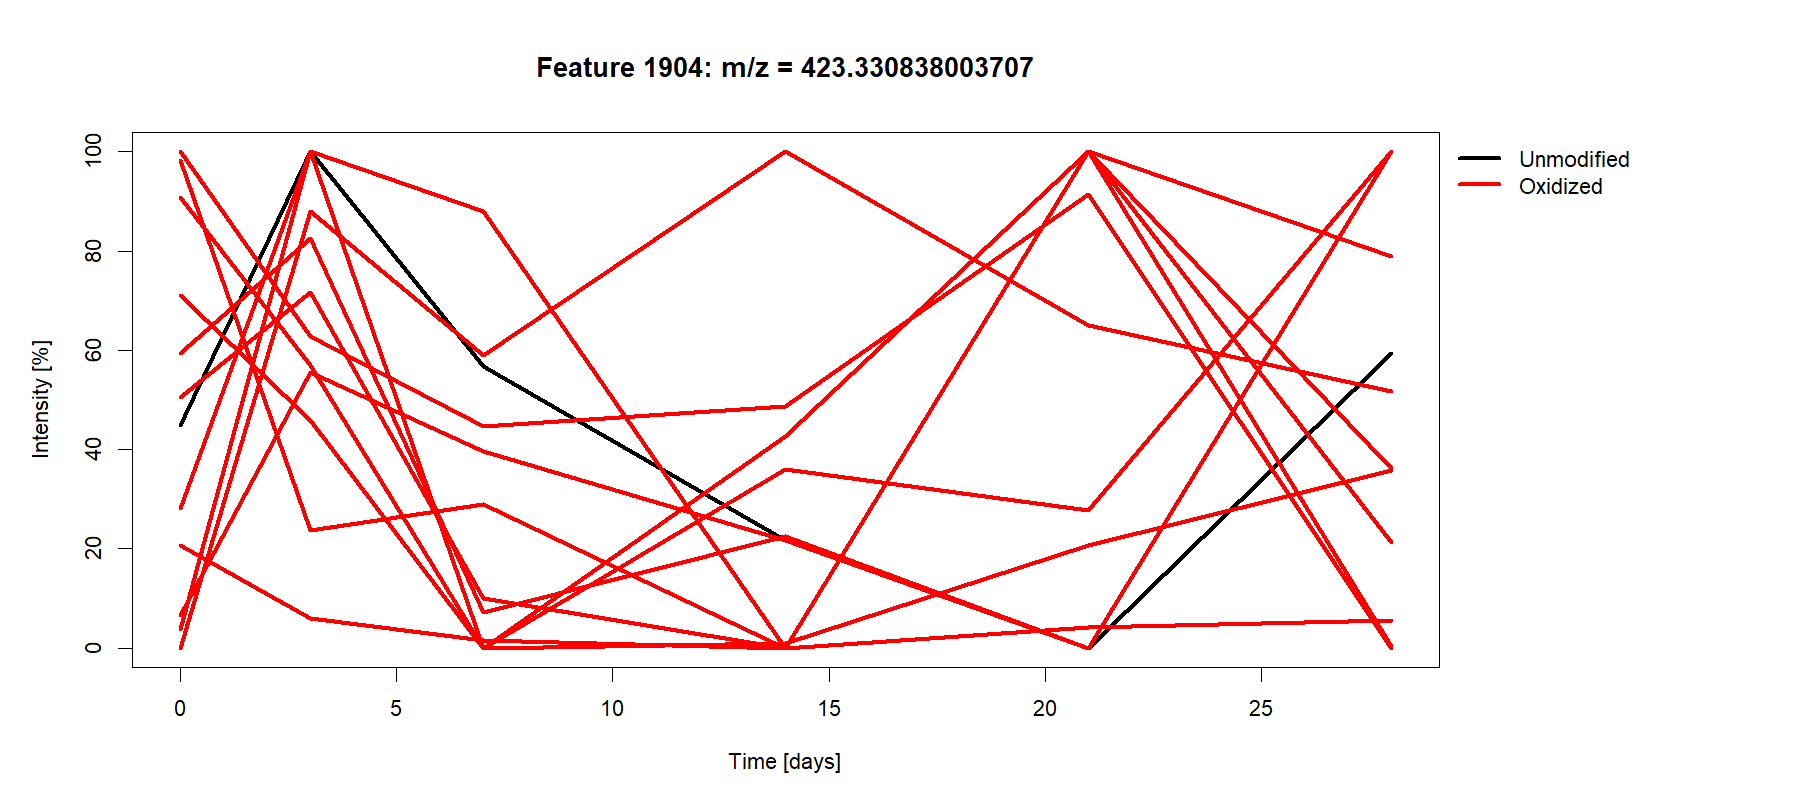 Feature 1904: m/z = 423.330838003707
Unmodified
Oxidized
Intensity [%]
100
80
60
40
20
0
0 5 10 15 20 25
Time [days]